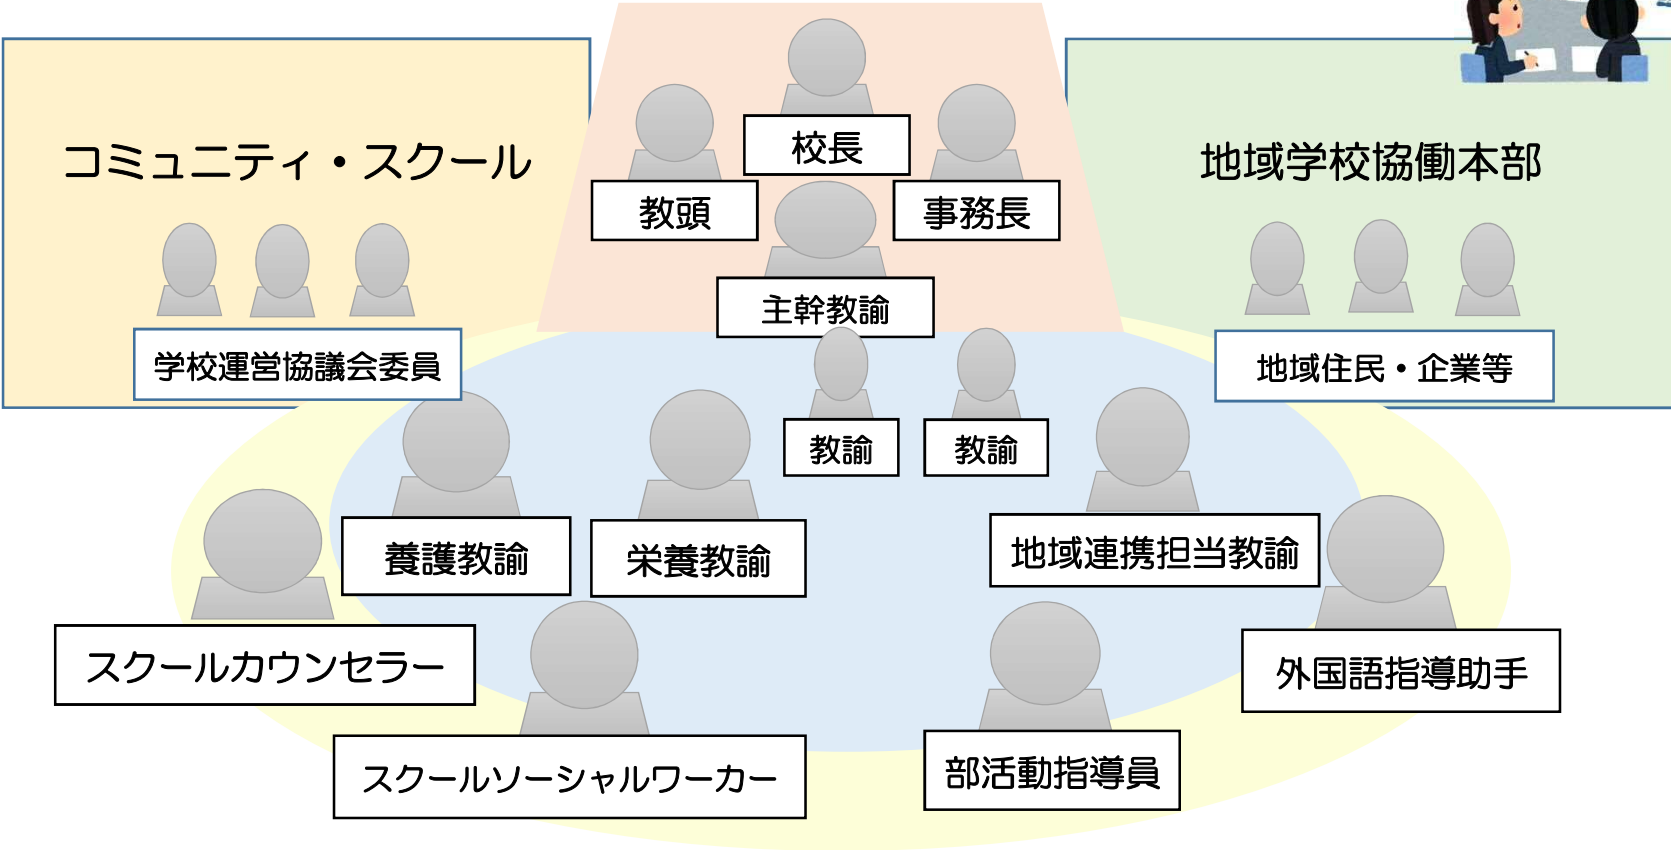 コミュニティ・スクール
学校運営協議会委員
校長
教頭
事務長
主幹教諭
地域学校協働本部
地域住民・企業等
教諭
教諭
養護教諭
栄養教諭
地域連携担当教諭
スクールカウンセラー
外国語指導助手
スクールソーシャルワーカー
部活動指導員